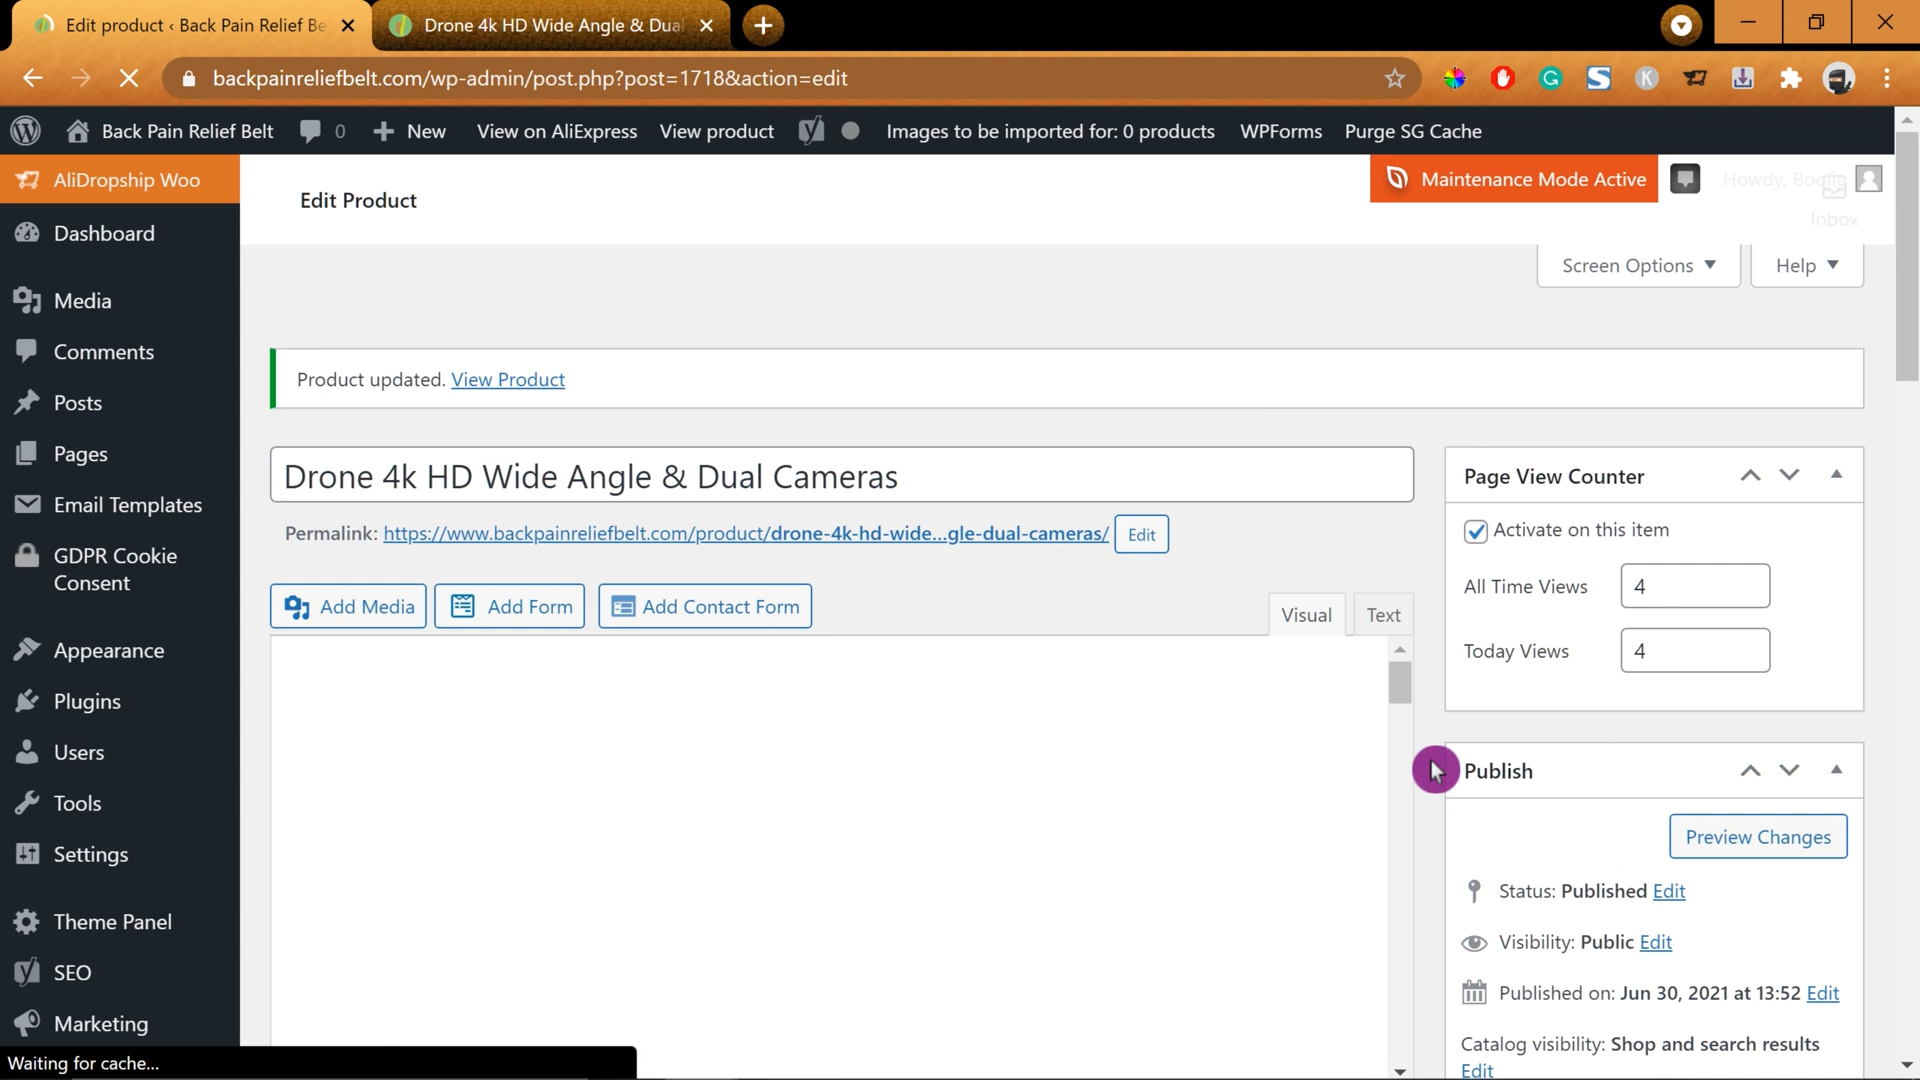 Edit product ‹ Back Pain Relief Be
Drone 4k HD Wide Angle & Dua
backpainreliefbelt.com/wp-admin/post.php?post=1718&action=edit
Back Pain Relief Belt
0
New
View on AliExpress
View product
Images to be imported for: 0 products
WPForms
Purge SG Cache
AliDropship Woo
Dashboard
Media
Comments
Posts
Pages
Email Templates
GDPR Cookie
Consent
Appearance
Plugins
Users
Tools
Settings
Theme Panel
SEO
Marketing
Edit Product
Maintenance Mode Active
Howdy,
Inbox
Screen Options
Help
Product updated. View Product
Drone 4k HD Wide Angle & Dual Cameras
Permalink: https://www.backpainreliefbelt.com/product/drone-4k-hd-wide...gle-dual-cameras/ Edit
Add Media
Add Form
Add Contact Form
Visual
Text
Page View Counter
Activate on this item
All Time Views 4
Today Views 4
Publish
Preview Changes
Status: Published Edit
Visibility: Public Edit
Published on: Jun 30, 2021 at 13:52 Edit
Catalog visibility: Shop and search results
Edit
Waiting for cache...